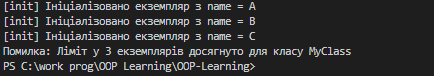 [init] Ініціалізовано екземпляр з name = A
[init] Ініціалізовано екземпляр з name = B
[init] Ініціалізовано екземпляр з name = C
Помилка: Ліміт у 3 екземплярів досягнуто для класу MyClass
PS C:\work prog\OOP Learning\OOP-Learning>